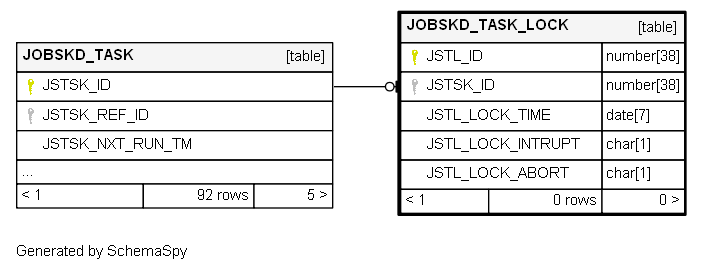 JOBSKD_TASK [table]
JSTSK_ID
JSTSK_REF_ID
JSTSK_NXT_RUN_TM
...
< 1 92 rows 5 >
JOBSKD_TASK_LOCK [table]
JSTL_ID number[38]
JSTSK_ID number[38]
JSTL_LOCK_TIME date[7]
JSTL_LOCK_INTRUPT char[1]
JSTL_LOCK_ABORT char[1]
< 1 0 rows 0 >
Generated by SchemaSpy